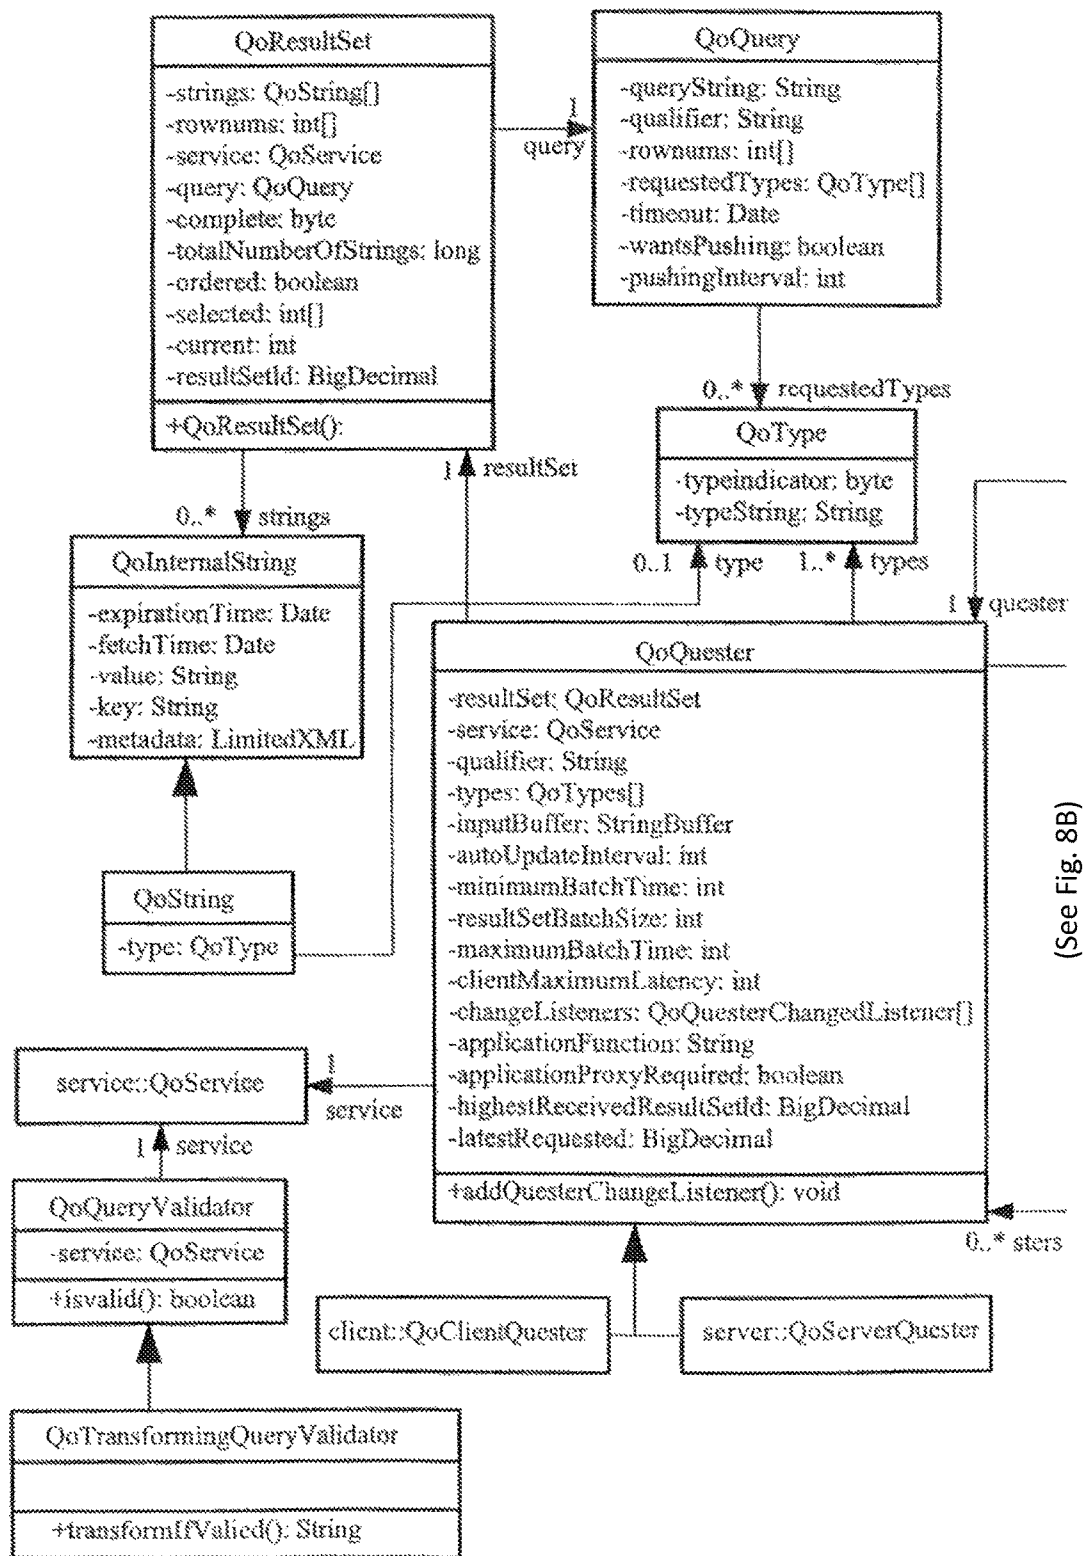 QoResultSet
-strings: QoString[]
-rownums: int[]
-service: QoService
-query: QoQuery
-complete: byte
-totalNumberOfStrings: long
-ordered: boolean
-selected: int[]
-current: int
-resultSetId: BigDecimal
+QoResultSet():
1
query
QoQuery
-queryString: String
-qualifier: String
-rownums: int[]
-requestedTypes: QoType[]
-timeout: Date
-wantsPushing: boolean
-pushingInterval: int
0..* requestedTypes
QoType
-typeindicator: byte
-typeString: String
1 resultSet
0..* strings
QoInternalString
-expirationTime: Date
-fetchTime: Date
-value: String
-key: String
-metadata: LimitedXML
0..1 type
1..* types
1 quester
QoQuester
-resultSet: QoResultSet
-service: QoService
-qualifier: String
-types: QoTypes[]
-inputBuffer: StringBuffer
-autoUpdateInterval: int
-minimumBatchTime: int
-resultSetBatchSize: int
-maximumBatchTime: int
-clientMaximumLatency: int
-changeListeners: QoQuesterChangedListener[]
-applicationFunction: String
-applicationProxyRequired: boolean
-highestReceivedResultSetId: BigDecimal
-latestRequested: BigDecimal
+addQuesterChangeListener(): void
QoString
-type: QoType
(See Fig. 8B)
service::QoService
1
service
1 service
QoQueryValidator
-service: QoService
+isvalid(): boolean
0..* sters
client::QoClientQuester
server::QoServerQuester
QoTransformingQueryValidator
+transformIfValied(): String